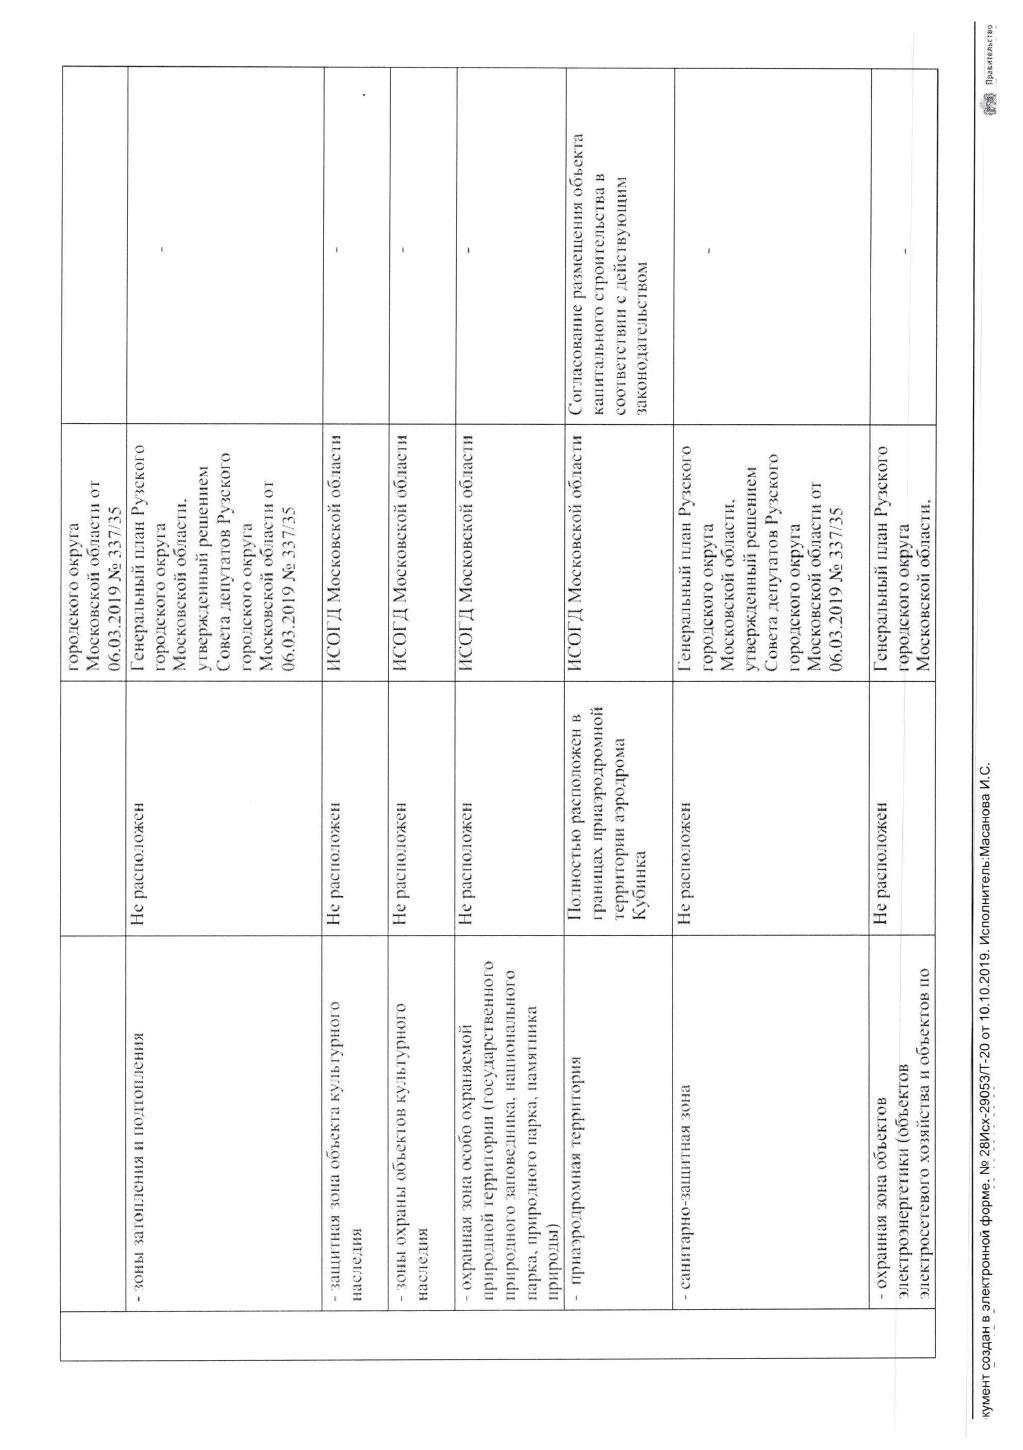 городского округа
Московской области от
06.03.2019 № 337/35
- зоны затопления и подтопления
Не расположен
Генеральный план Рузского
городского округа
Московской области,
утвержденный решением
Совета депутатов Рузского
городского округа
Московской области от
06.03.2019 № 337/35
-
- защитная зона объекта культурного
наследия
Не расположен
ИСОГД Московской области
-
- зоны охраны объектов культурного
наследия
Не расположен
ИСОГД Московской области
-
- охранная зона особо охраняемой
природной территории (государственного
природного заповедника, национального
парка, природного парка, памятника
природы)
Не расположен
ИСОГД Московской области
-
- приаэродромная территория
Полностью расположен в
границах приаэродромной
территории аэродрома
Кубинка
ИСОГД Московской области
Согласование размещения объекта
капитального строительства в
соответствии с действующим
законодательством
- санитарно-защитная зона
Не расположен
Генеральный план Рузского
городского округа
Московской области,
утвержденный решением
Совета депутатов Рузского
городского округа
Московской области от
06.03.2019 № 337/35
-
- охранная зона объектов
электроэнергетики (объектов
электросетевого хозяйства и объектов по
Не расположен
Генеральный план Рузского
городского округа
Московской области,
-
кумент создан в электронной форме. № 28Исх-29053/Т-20 от 10.10.2019. Исполнитель:Масанова И.С.
Правительство